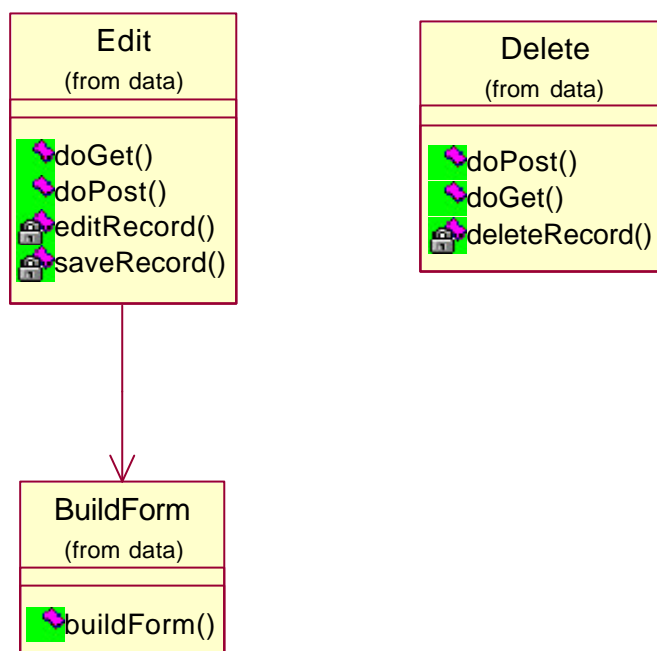 Edit
(from data)
doGet()
doPost()
editRecord()
saveRecord()
Delete
(from data)
doPost()
doGet()
deleteRecord()
BuildForm
(from data)
buildForm()